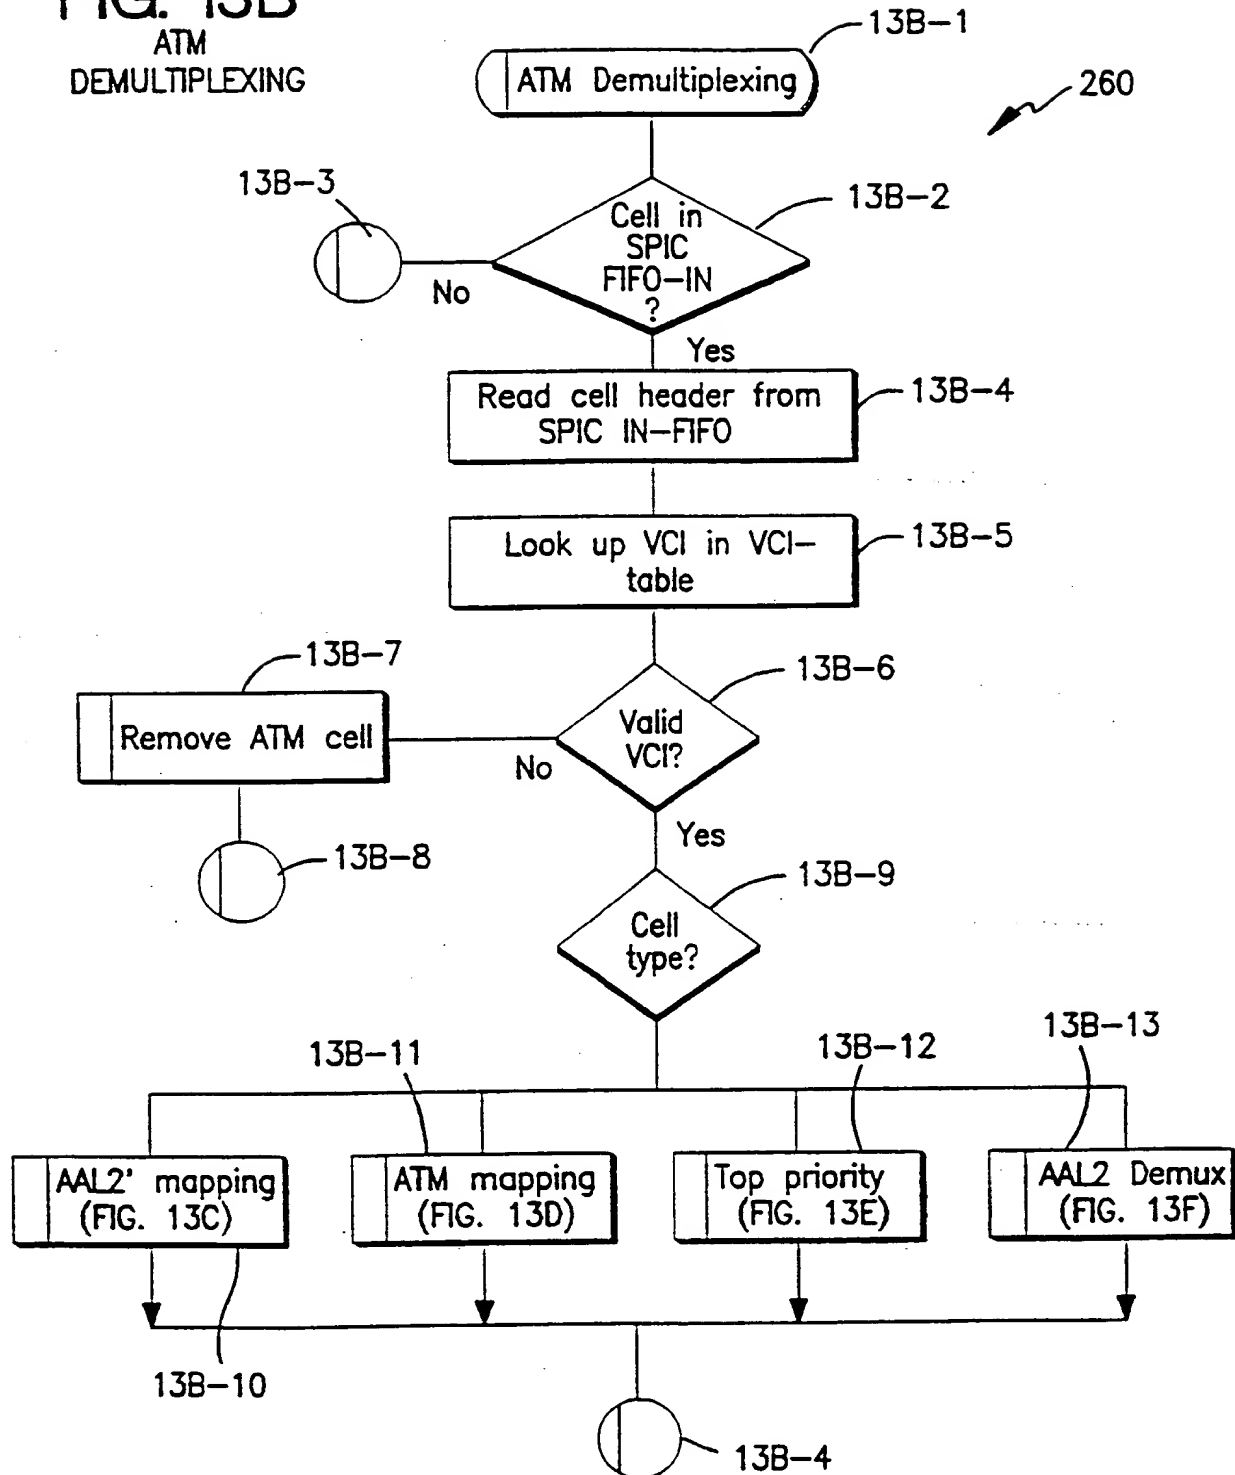 FIG. 13B
ATM
DEMULTIPLEXING
13B-1
ATM Demultiplexing
260
13B-3
13B-2
Cell in
SPIC
FIFO-IN
?
No
Yes
Read cell header from
SPIC IN-FIFO
13B-4
Look up VCI in VCI-
table
13B-5
13B-7
Remove ATM cell
13B-6
Valid
VCI?
No
Yes
13B-8
13B-9
Cell
type?
13B-11
13B-12
13B-13
AAL2' mapping
(FIG. 13C)
ATM mapping
(FIG. 13D)
Top priority
(FIG. 13E)
AAL2 Demux
(FIG. 13F)
13B-10
13B-4